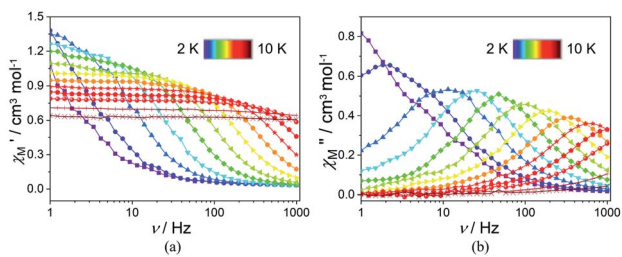 1.5
1.2
0.9
0.6
0.3
0.0
χM' / cm³ mol⁻¹
2 K 10 K
1 10 100 1000
ν / Hz
(a)
0.8
0.6
0.4
0.2
0.0
χM" / cm³ mol⁻¹
2 K 10 K
1 10 100 1000
ν / Hz
(b)